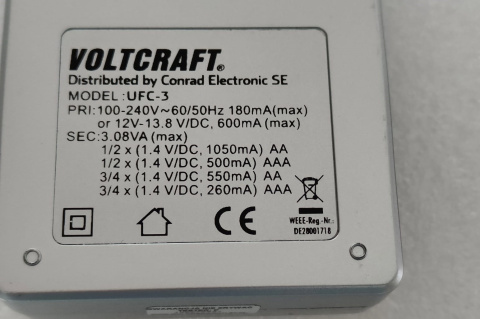 VOLTCRAFT®
Distributed by Conrad Electronic SE
MODEL :UFC-3
PRI:100-240V~60/50Hz 180mA(max)
or 12V-13.8 V/DC, 600mA (max)
SEC:3.08VA (max)
1/2 x (1.4 V/DC, 1050mA) AA
1/2 x (1.4 V/DC, 500mA) AAA
3/4 x (1.4 V/DC, 550mA) AA
3/4 x (1.4 V/DC, 260mA) AAA
CE
WEEE-Reg.-Nr.:
DE28001718